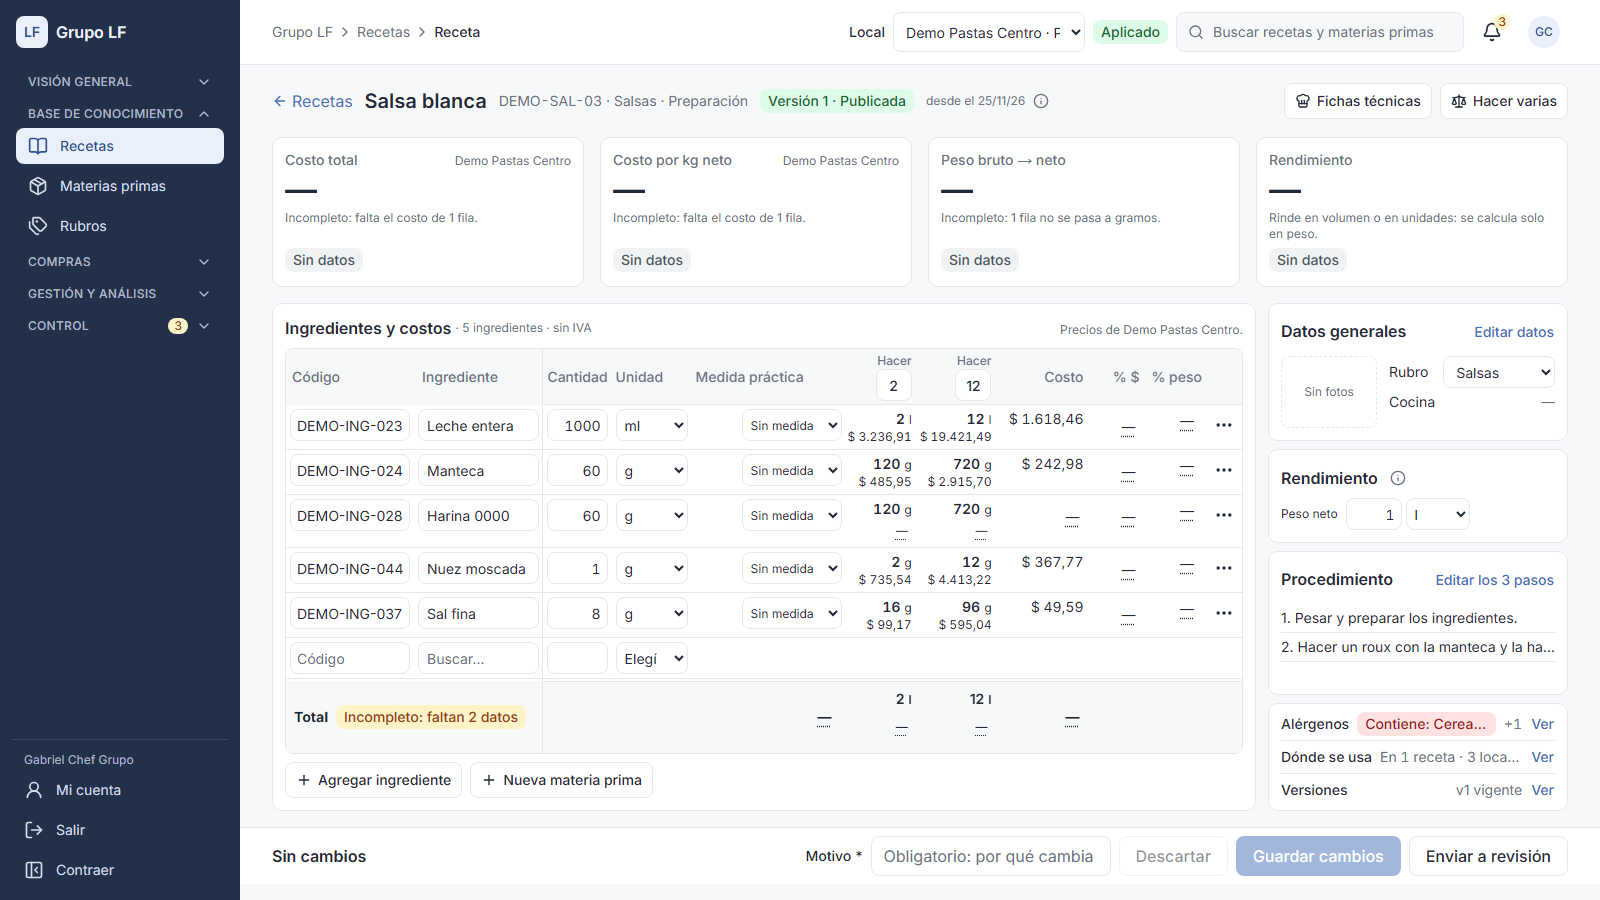 LF Grupo LF
VISIÓN GENERAL
BASE DE CONOCIMIENTO
Recetas
Materias primas
Rubros
COMPRAS
GESTIÓN Y ANÁLISIS
CONTROL 3
Gabriel Chef Grupo
Mi cuenta
Salir
Contraer
Grupo LF > Recetas > Receta
Local Demo Pastas Centro · F Aplicado Buscar recetas y materias primas 3 GC
← Recetas Salsa blanca DEMO-SAL-03 · Salsas · Preparación Versión 1 · Publicada desde el 25/11/26
Fichas técnicas Hacer varias
Costo total Demo Pastas Centro
—
Incompleto: falta el costo de 1 fila.
Sin datos
Costo por kg neto Demo Pastas Centro
—
Incompleto: falta el costo de 1 fila.
Sin datos
Peso bruto → neto
—
Incompleto: 1 fila no se pasa a gramos.
Sin datos
Rendimiento
—
Rinde en volumen o en unidades: se calcula solo
en peso.
Sin datos
Ingredientes y costos · 5 ingredientes · sin IVA Precios de Demo Pastas Centro.
Código Ingrediente Cantidad Unidad Medida práctica Hacer 2 Hacer 12 Costo % $ % peso
DEMO-ING-023 Leche entera 1000 ml Sin medida 2 l 12 l $ 1.618,46 — — •••
$ 3.236,91 $ 19.421,49
DEMO-ING-024 Manteca 60 g Sin medida 120 g 720 g $ 242,98 — — •••
$ 485,95 $ 2.915,70
DEMO-ING-028 Harina 0000 60 g Sin medida 120 g 720 g — — — •••
— —
DEMO-ING-044 Nuez moscada 1 g Sin medida 2 g 12 g $ 367,77 — — •••
$ 735,54 $ 4.413,22
DEMO-ING-037 Sal fina 8 g Sin medida 16 g 96 g $ 49,59 — — •••
$ 99,17 $ 595,04
Código Buscar... Elegí
Total Incompleto: faltan 2 datos — 2 l 12 l —
— —
+ Agregar ingrediente + Nueva materia prima
Datos generales Editar datos
Sin fotos
Rubro Salsas
Cocina —
Rendimiento
Peso neto 1 l
Procedimiento Editar los 3 pasos
1. Pesar y preparar los ingredientes.
2. Hacer un roux con la manteca y la ha...
Alérgenos Contiene: Cerea... +1 Ver
Dónde se usa En 1 receta · 3 loca... Ver
Versiones v1 vigente Ver
Sin cambios Motivo * Obligatorio: por qué cambia Descartar Guardar cambios Enviar a revisión